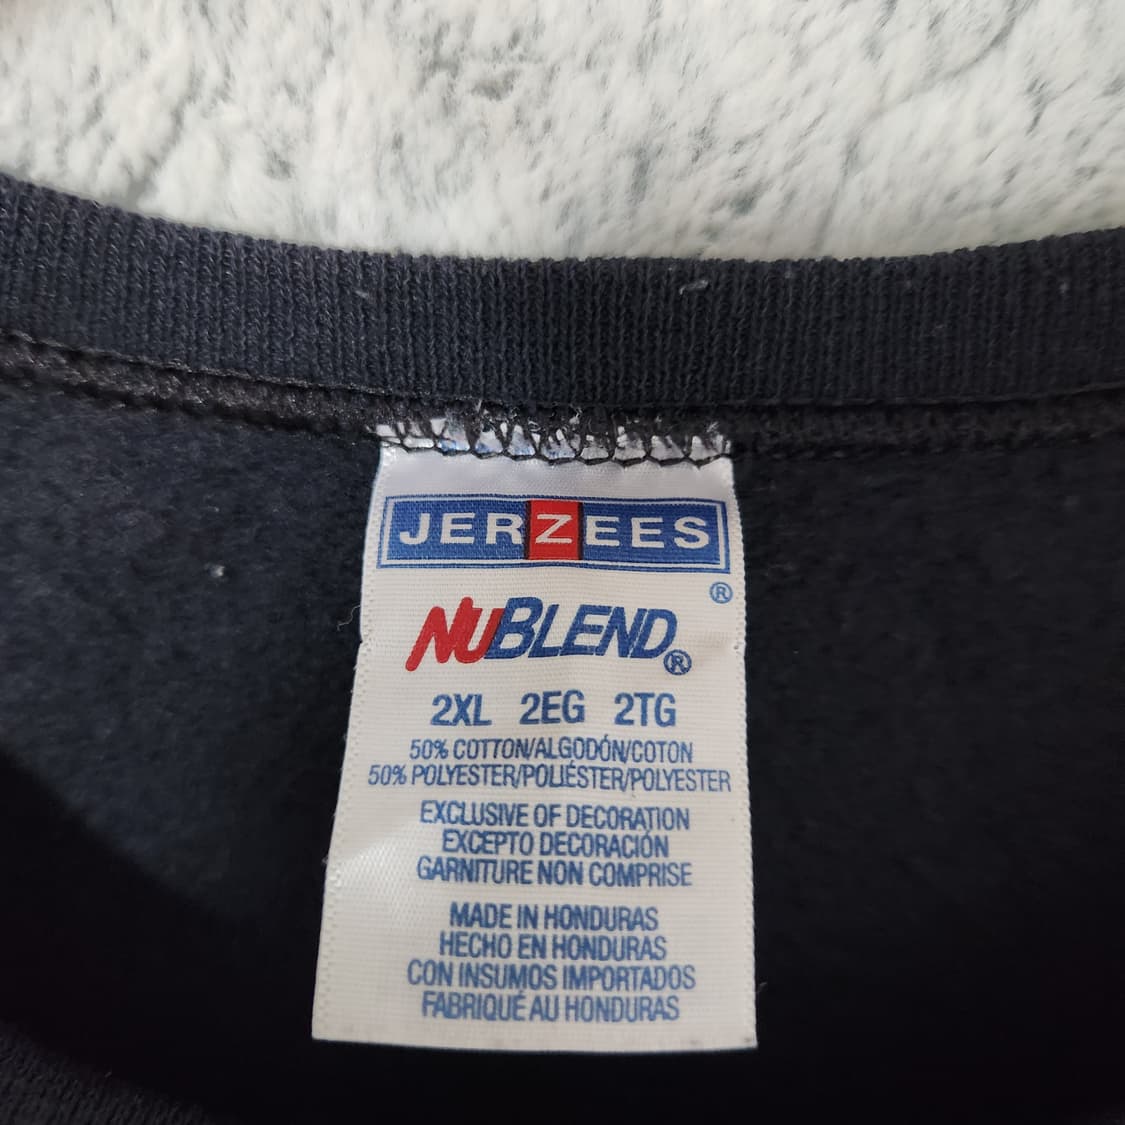 JERZEES
®
NUBLEND®
2XL 2EG 2TG
50% COTTON/ALGODÓN/COTON
50% POLYESTER/POLIÉSTER/POLYESTER
EXCLUSIVE OF DECORATION
EXCEPTO DECORACIÓN
GARNITURE NON COMPRISE
MADE IN HONDURAS
HECHO EN HONDURAS
CON INSUMOS IMPORTADOS
FABRIQUÉ AU HONDURAS